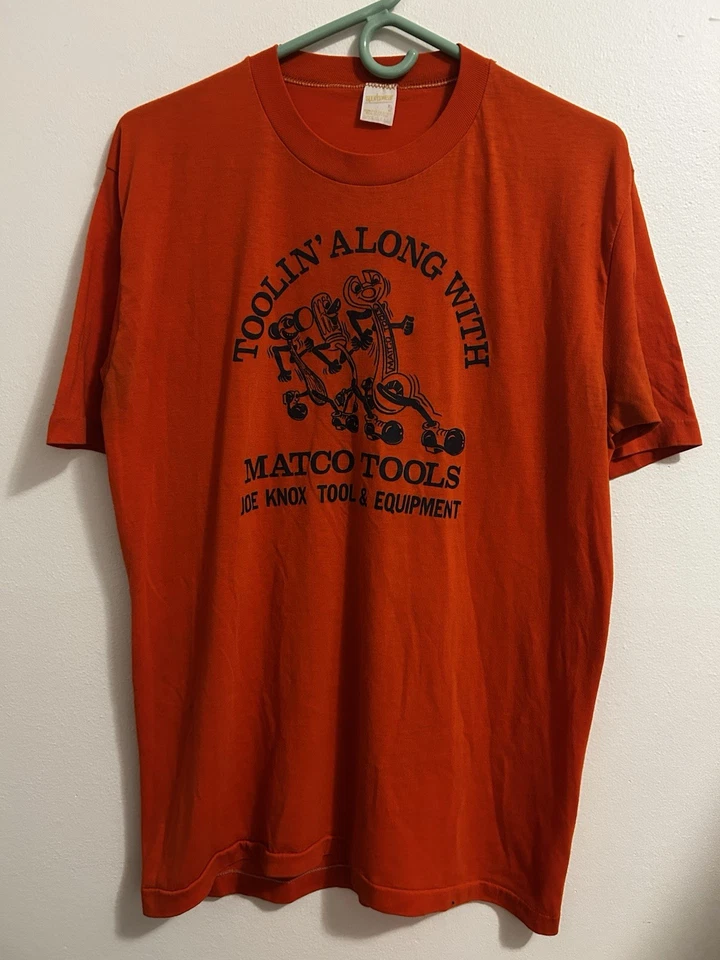 TOOLIN' ALONG WITH
MATCO TOOLS
JOE KNOX TOOL & EQUIPMENT